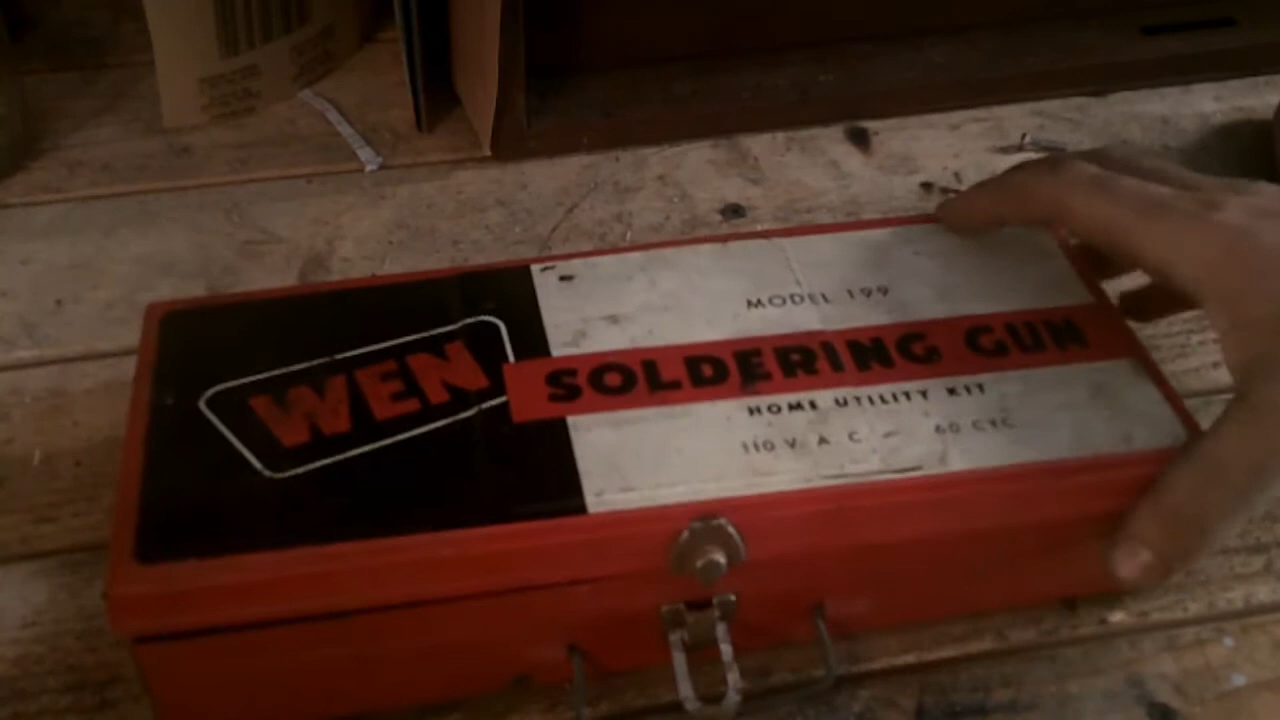 WEN
MODEL 199
SOLDERING GUN
HOME UTILITY KIT
110 V. A. C. — 60 CYC.